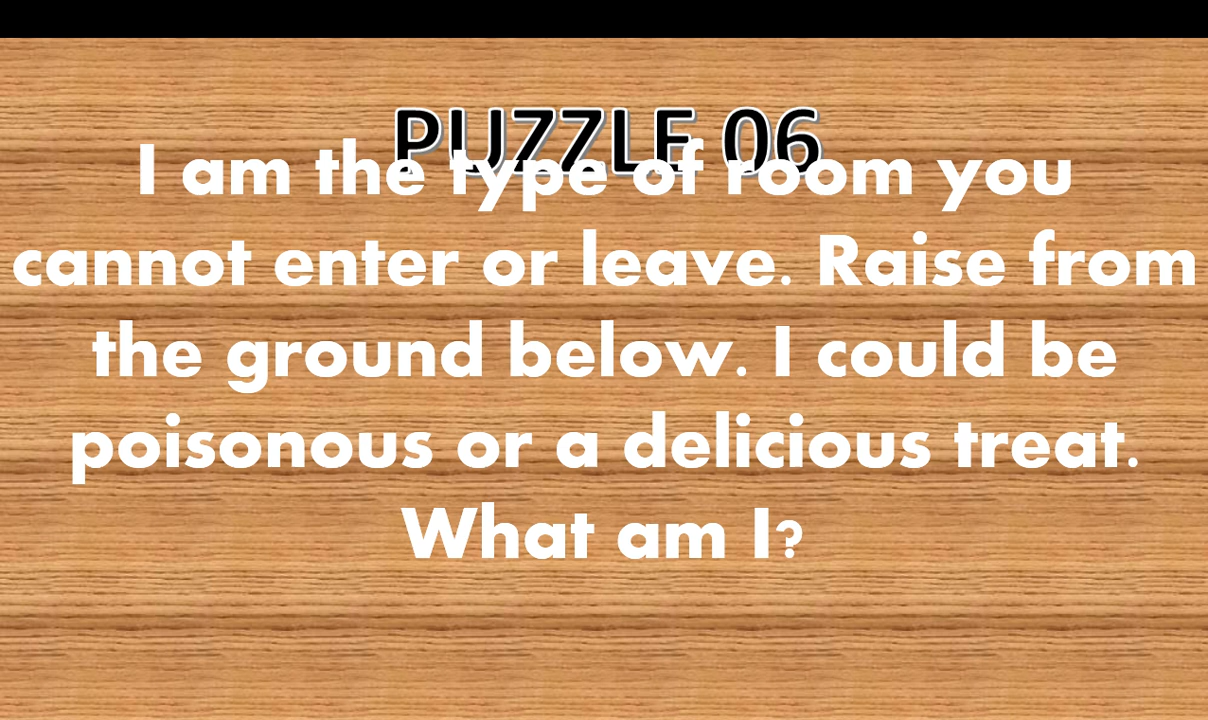 PUZZLE 06
I am the type of room you
cannot enter or leave. Raise from
the ground below. I could be
poisonous or a delicious treat.
What am I?